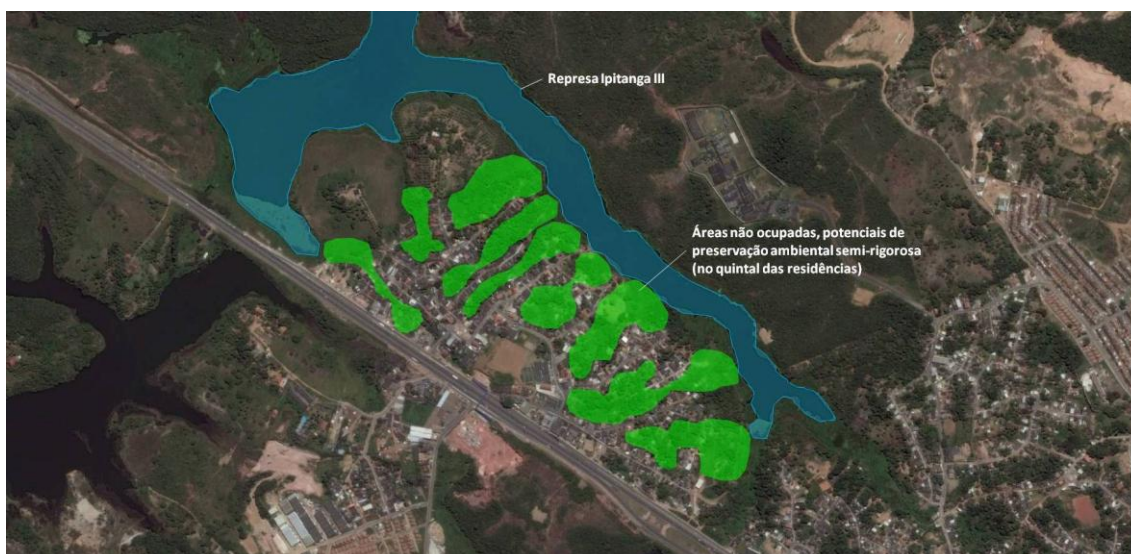 Represa Ipitanga III
Áreas não ocupadas, potenciais de
preservação ambiental semi-rigorosa
(no quintal das residências)